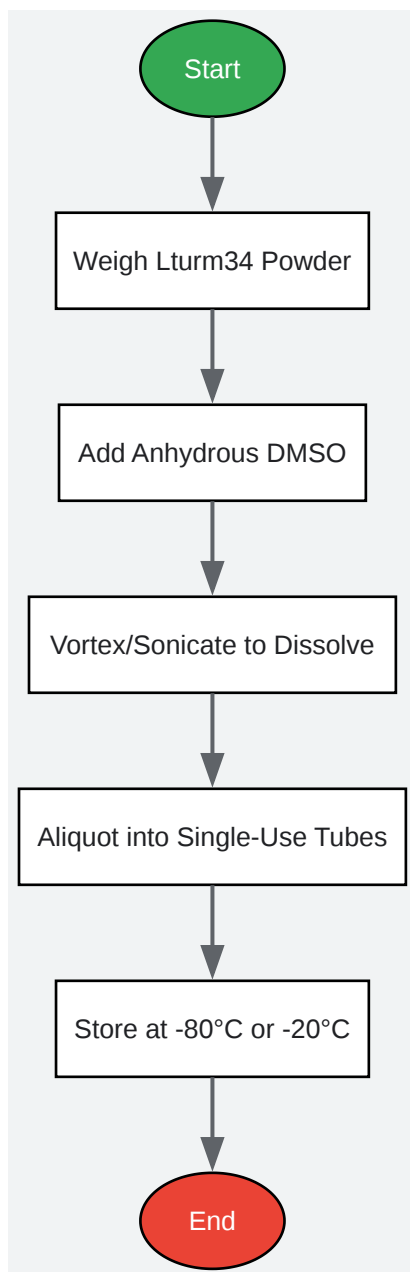 Start
Weigh Lturm34 Powder
Add Anhydrous DMSO
Vortex/Sonicate to Dissolve
Aliquot into Single-Use Tubes
Store at -80°C or -20°C
End